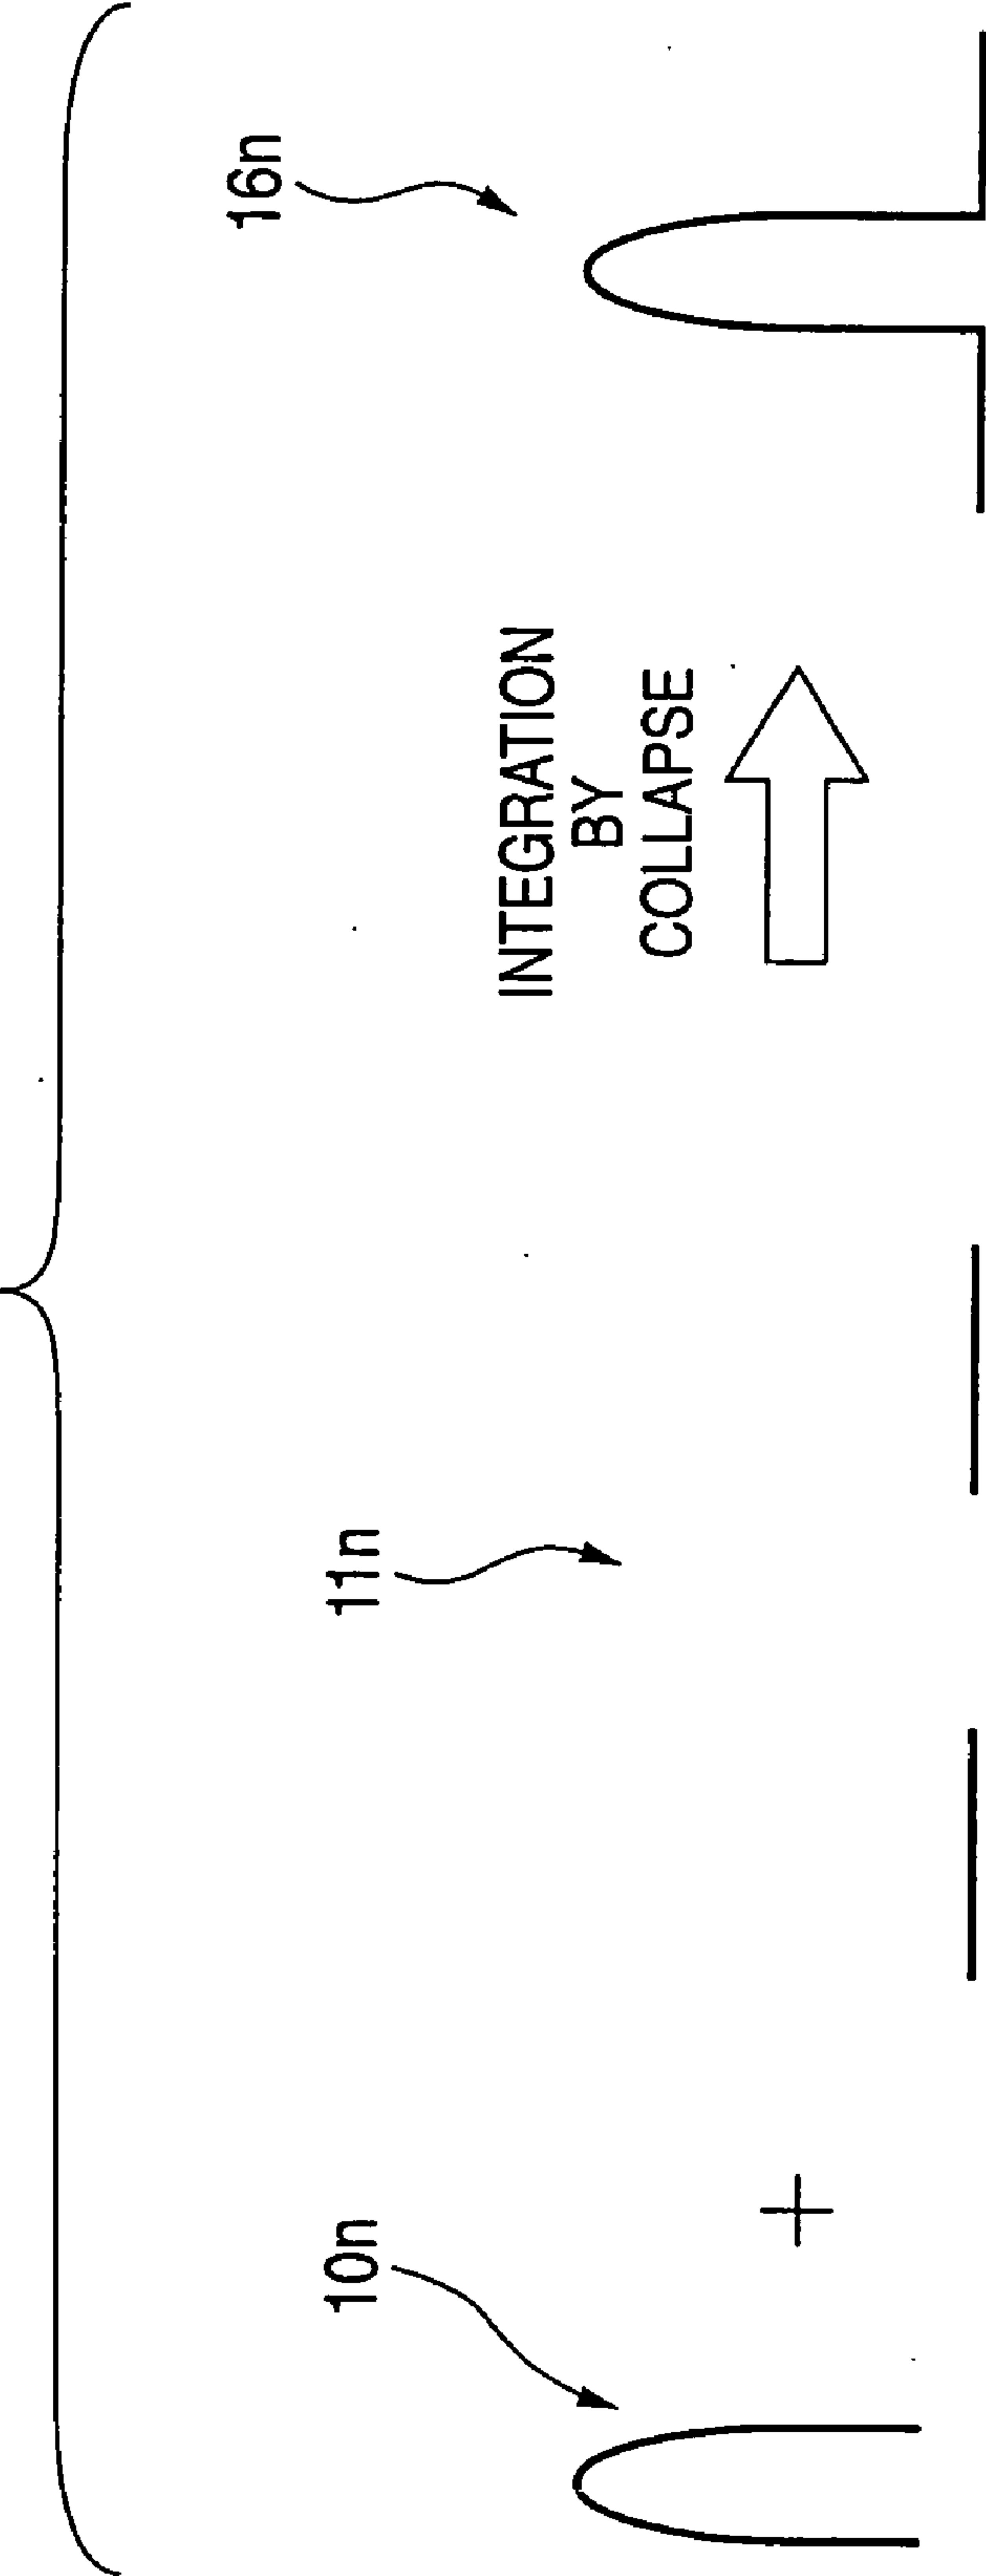 10n
+
11n
INTEGRATION
BY
COLLAPSE
16n